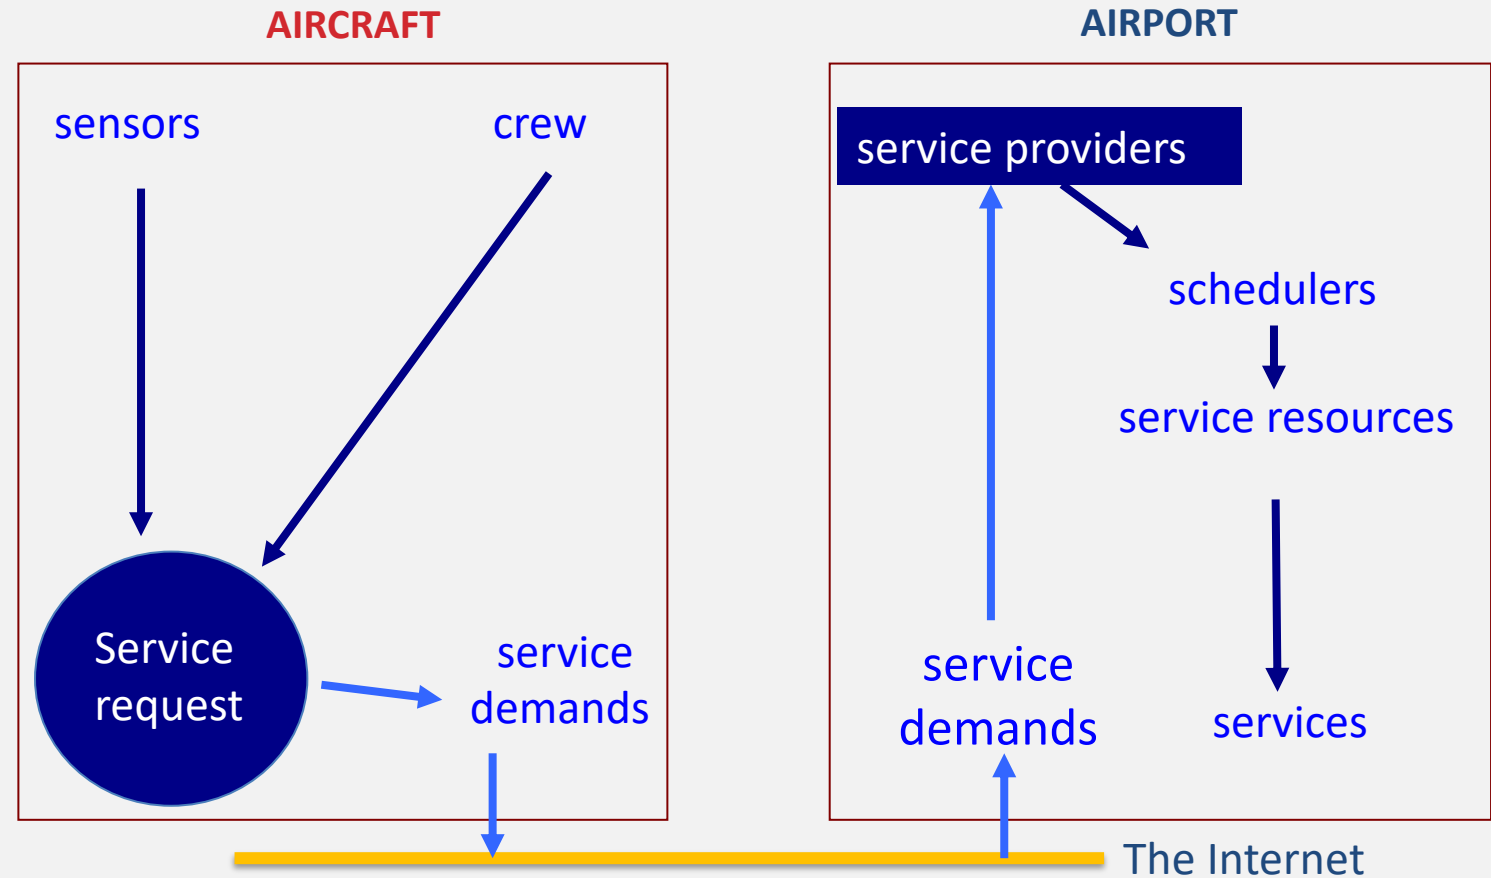 AIRCRAFT
sensors
crew
Service
request
service
demands
AIRPORT
service providers
schedulers
service resources
service
demands
services
The Internet